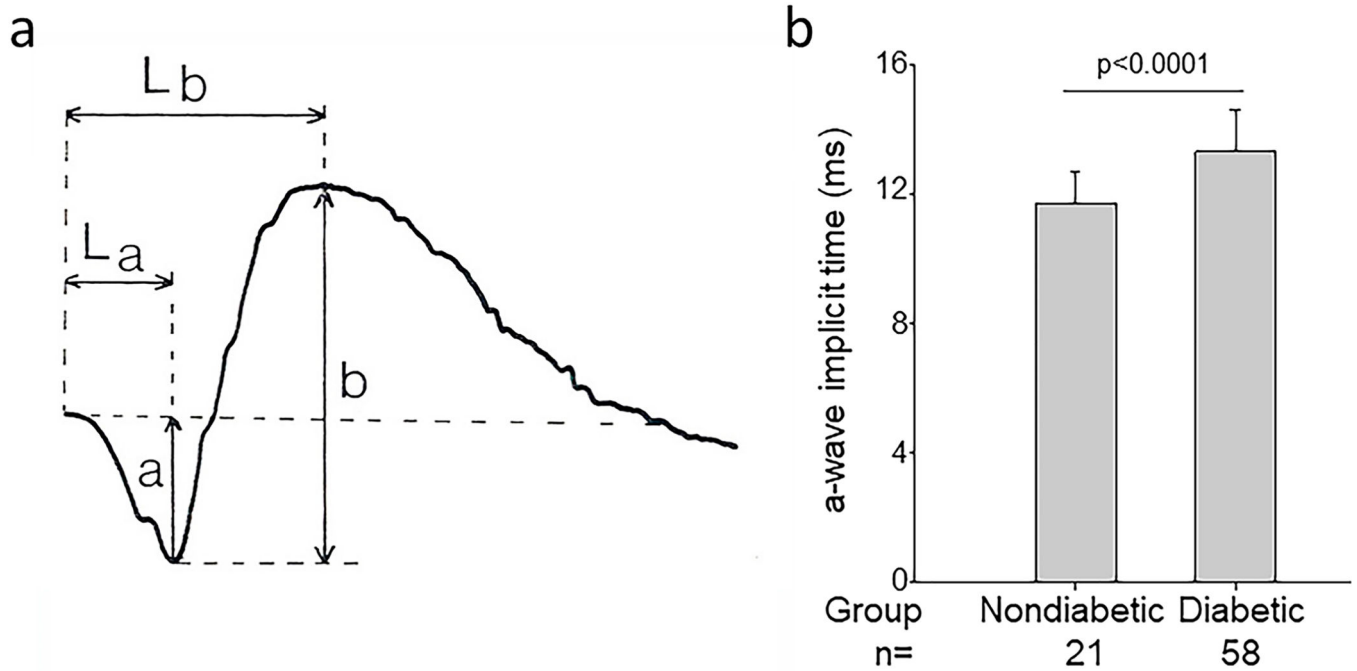 a
Lb
La
a
b
b
p<0.0001
a-wave implicit time (ms)
16
12
8
4
0
Group Nondiabetic Diabetic
n= 21 58